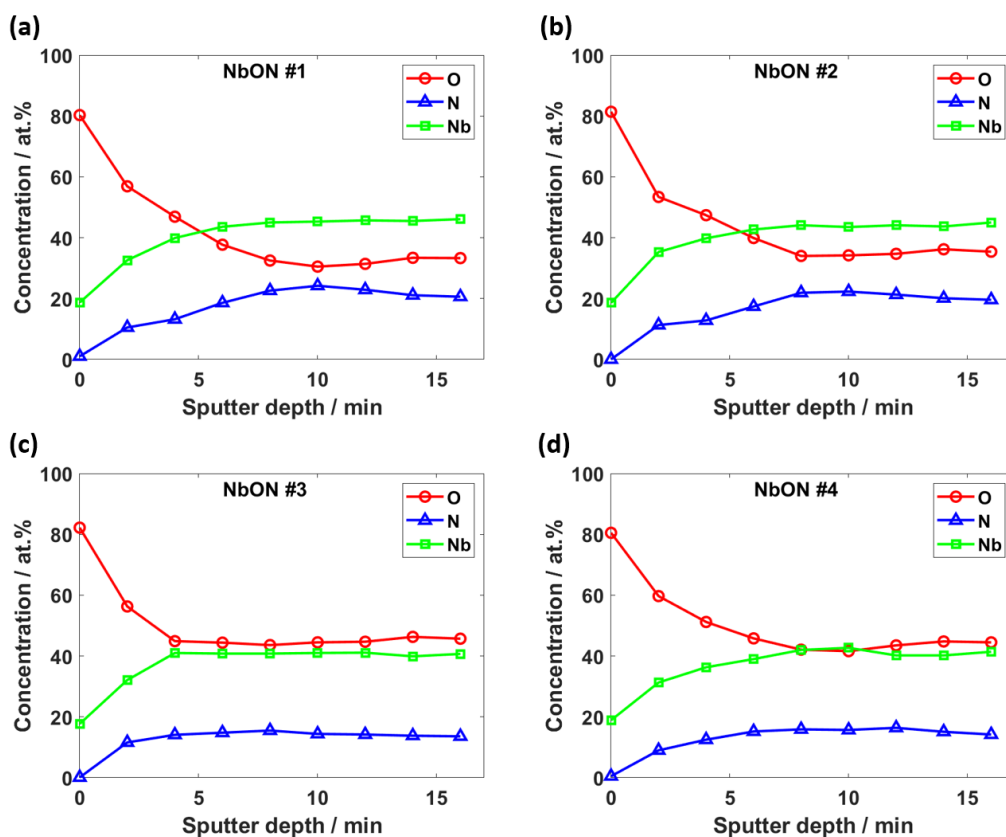 (a)
NbON #1
O
N
Nb
Concentration / at.%
100
80
60
40
20
0
0 5 10 15
Sputter depth / min
(b)
NbON #2
O
N
Nb
Concentration / at.%
100
80
60
40
20
0
0 5 10 15
Sputter depth / min
(c)
NbON #3
O
N
Nb
Concentration / at.%
100
80
60
40
20
0
0 5 10 15
Sputter depth / min
(d)
NbON #4
O
N
Nb
Concentration / at.%
100
80
60
40
20
0
0 5 10 15
Sputter depth / min